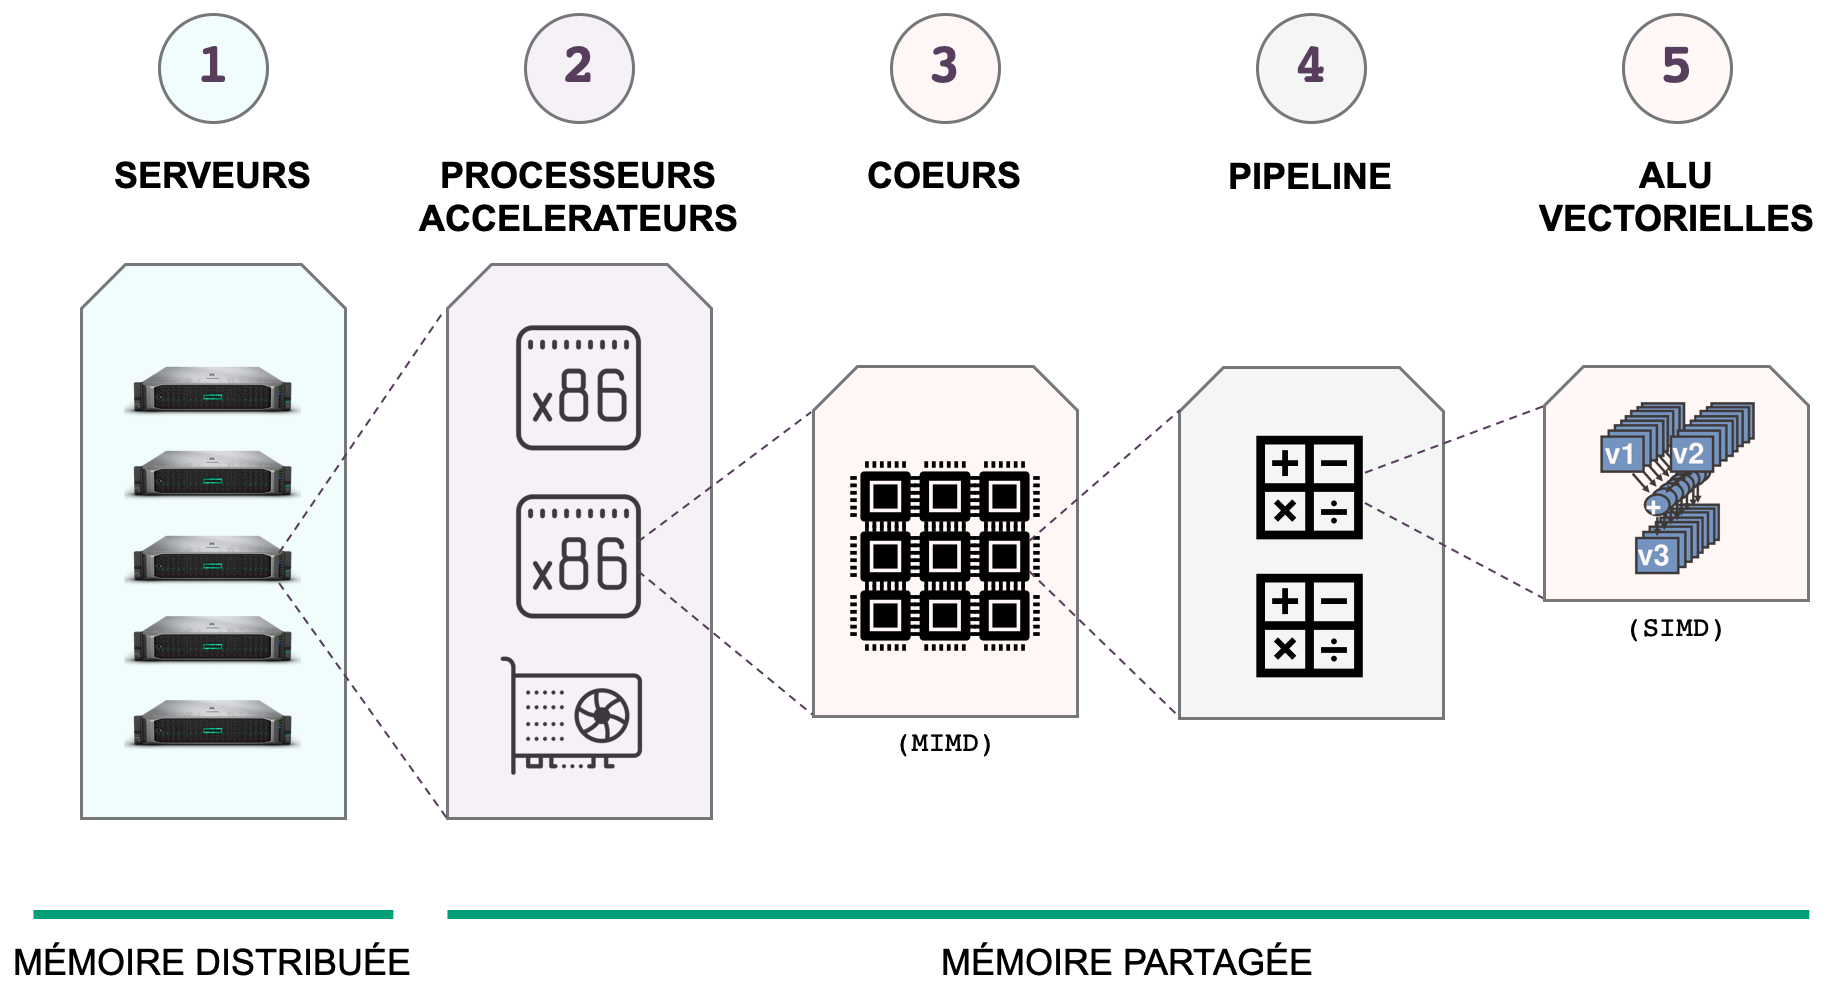 1
2
3
4
5
SERVEURS
PROCESSEURS
ACCELERATEURS
COEURS
PIPELINE
ALU
VECTORIELLES
x86
x86
+ −
× ÷
+ −
× ÷
v1
v2
+
v3
(SIMD)
(MIMD)
MÉMOIRE DISTRIBUÉE
MÉMOIRE PARTAGÉE